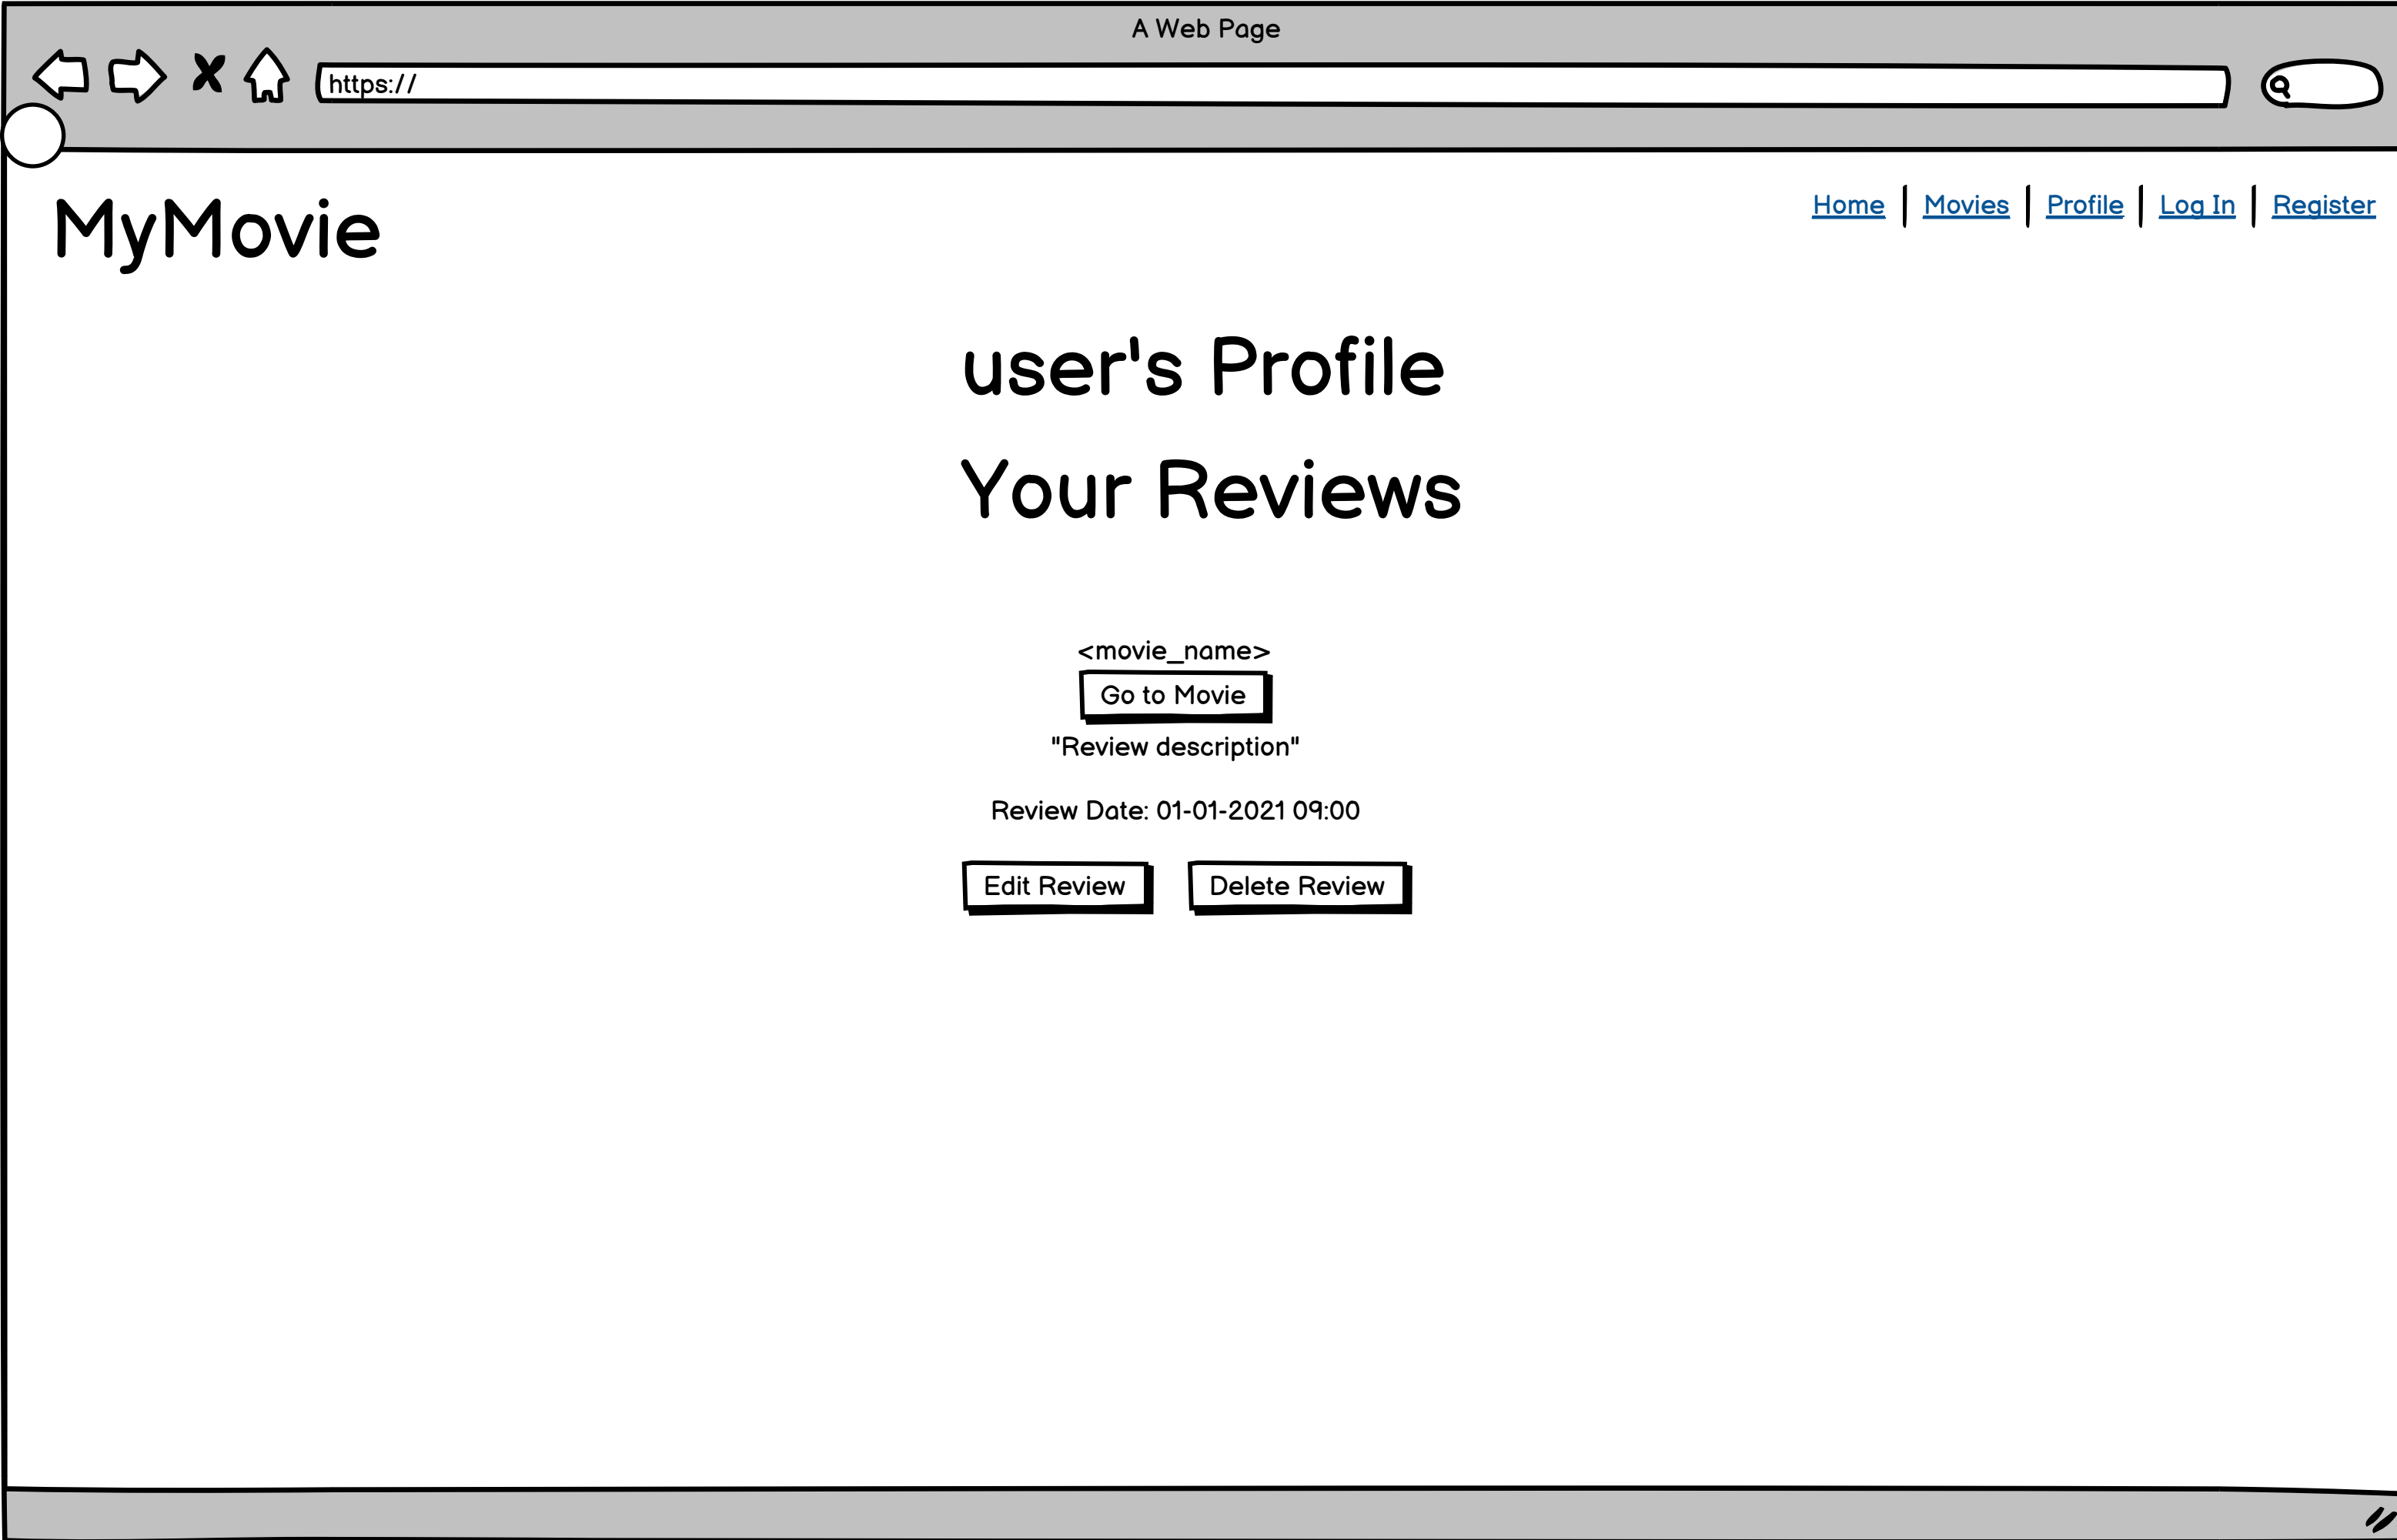 A Web Page
https://
MyMovie
Home | Movies | Profile | Log In | Register
user's Profile
Your Reviews
<movie_name>
Go to Movie
"Review description"
Review Date: 01-01-2021 09:00
Edit Review Delete Review